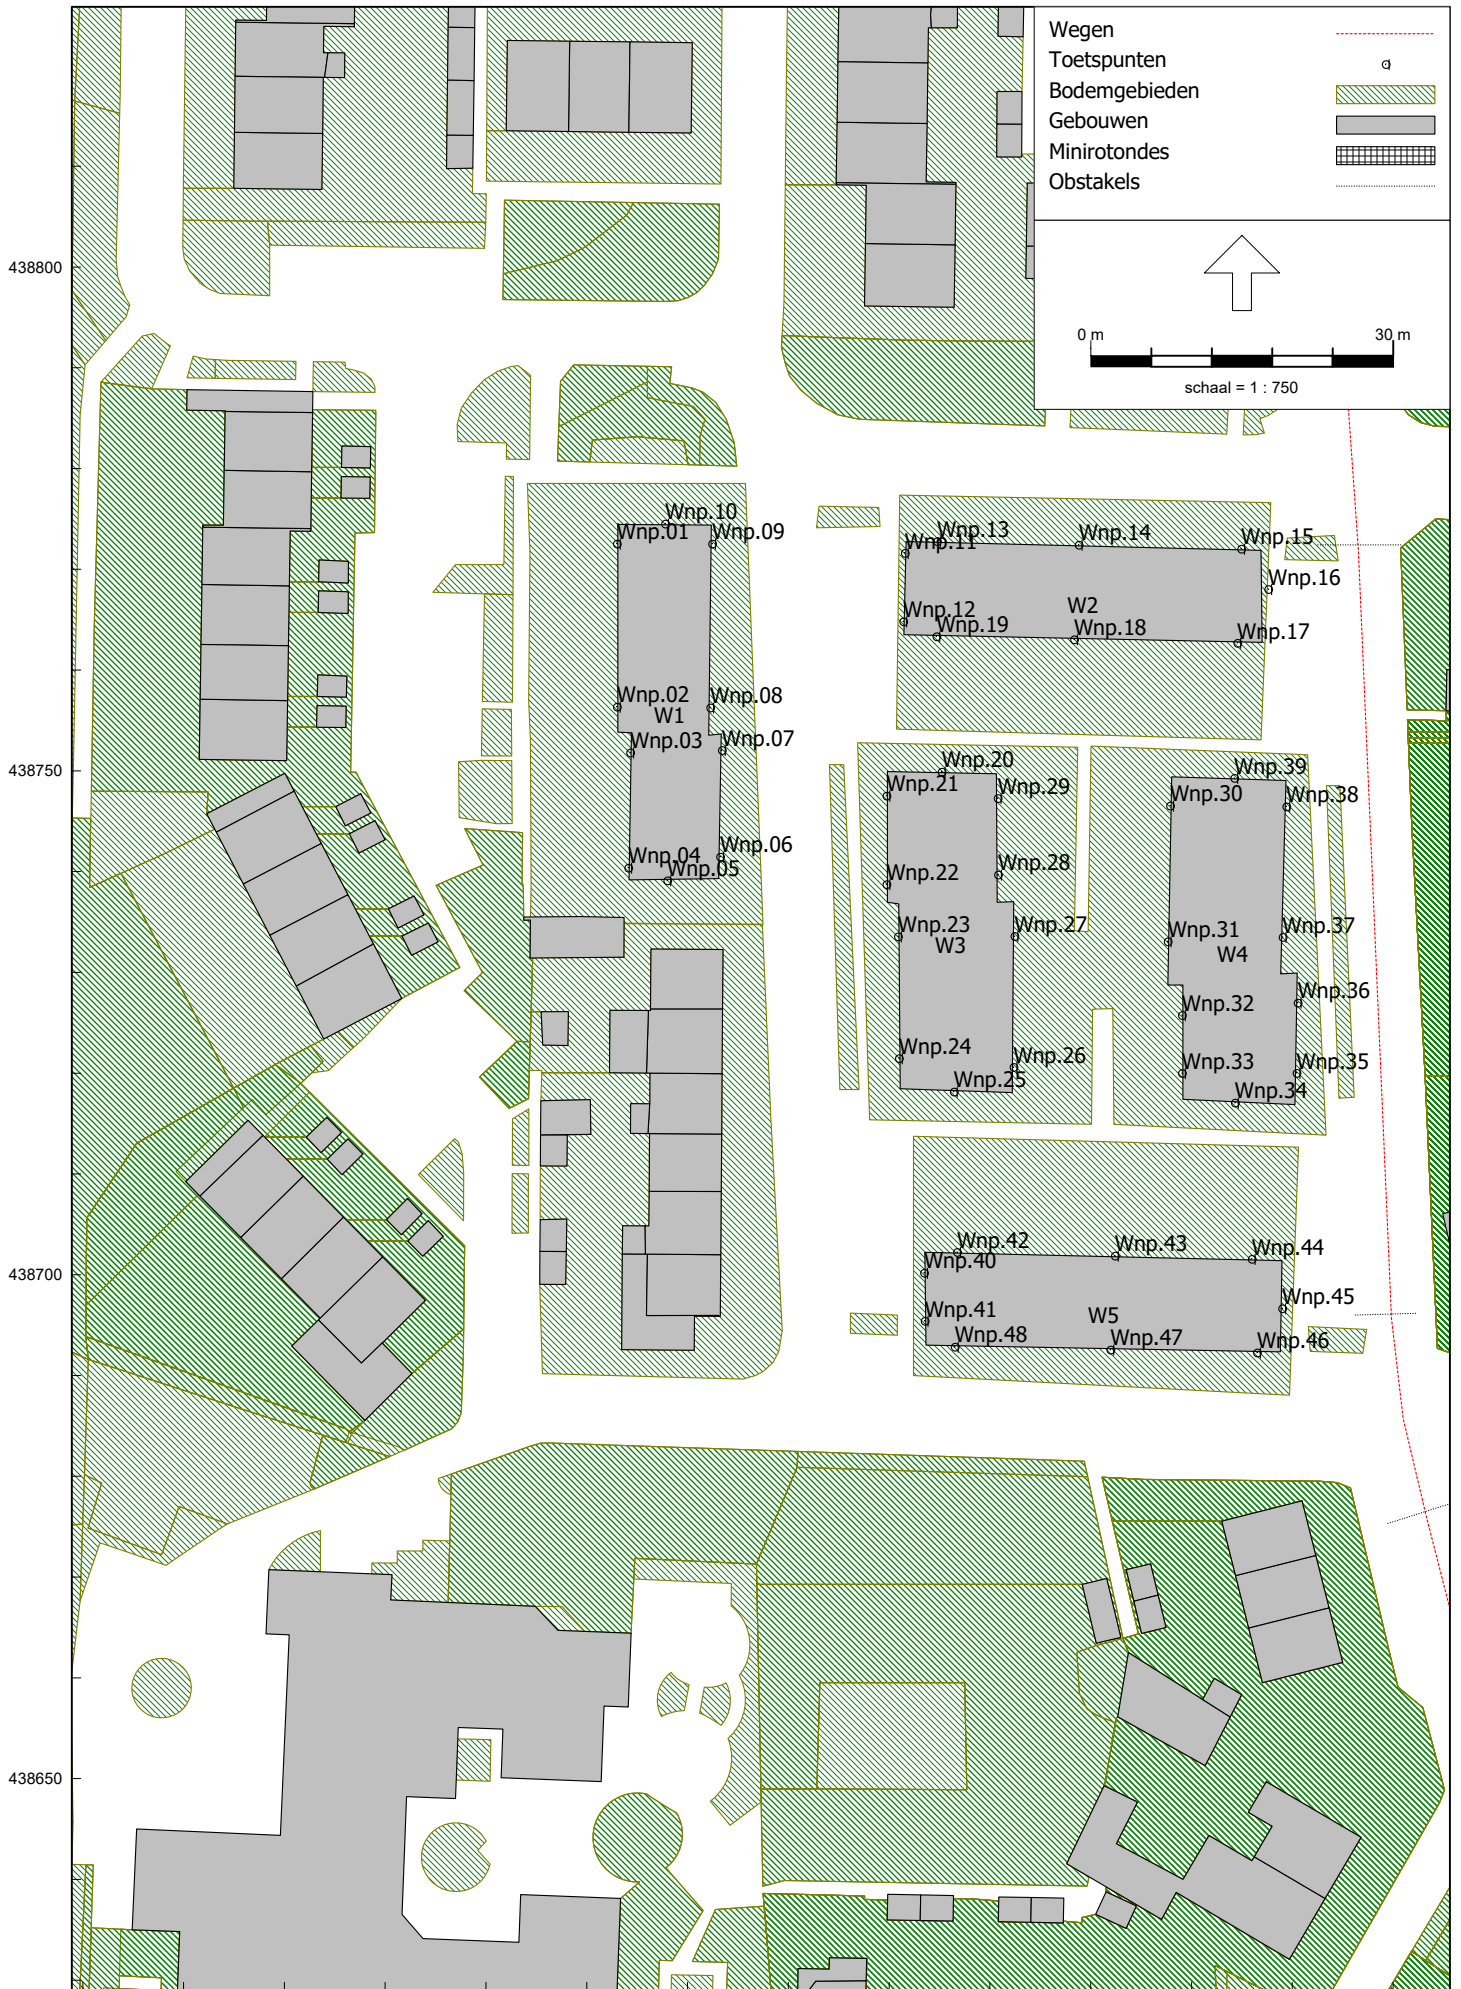 Wegen
Toetspunten
Bodemgebieden
Gebouwen
Minirotondes
Obstakels
0 m 30 m
schaal = 1 : 750
438800
438750
438700
438650
Wnp.10
Wnp.01 Wnp.09
Wnp.02 Wnp.08
W1
Wnp.03 Wnp.07
Wnp.04 Wnp.06
Wnp.05
Wnp.13 Wnp.14 Wnp.15
Wnp.11
Wnp.16
Wnp.12 W2
Wnp.19 Wnp.18 Wnp.17
Wnp.20
Wnp.21 Wnp.29
Wnp.22 Wnp.28
Wnp.23 Wnp.27
W3
Wnp.24 Wnp.26
Wnp.25
Wnp.39
Wnp.30 Wnp.38
Wnp.31 Wnp.37
W4
Wnp.32 Wnp.36
Wnp.33 Wnp.35
Wnp.34
Wnp.42 Wnp.43 Wnp.44
Wnp.40
Wnp.41 W5 Wnp.45
Wnp.48 Wnp.47 Wnp.46